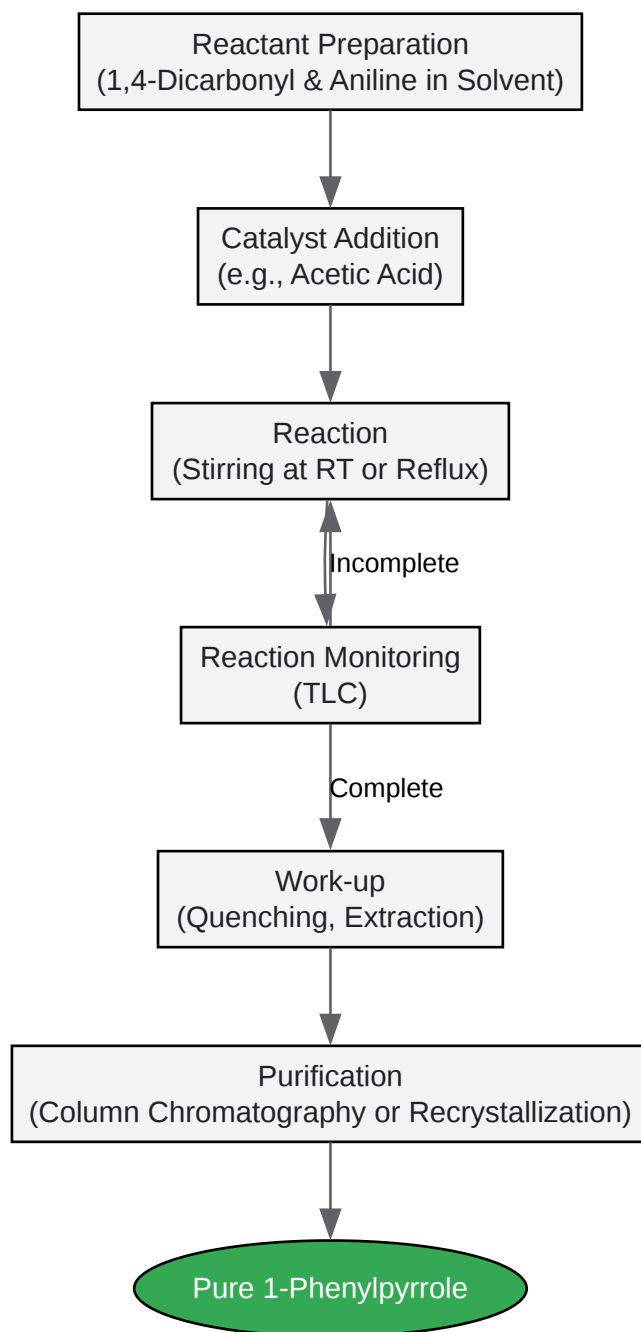 Reactant Preparation
(1,4-Dicarbonyl & Aniline in Solvent)
Catalyst Addition
(e.g., Acetic Acid)
Reaction
(Stirring at RT or Reflux)
Incomplete
Reaction Monitoring
(TLC)
Complete
Work-up
(Quenching, Extraction)
Purification
(Column Chromatography or Recrystallization)
Pure 1-Phenylpyrrole